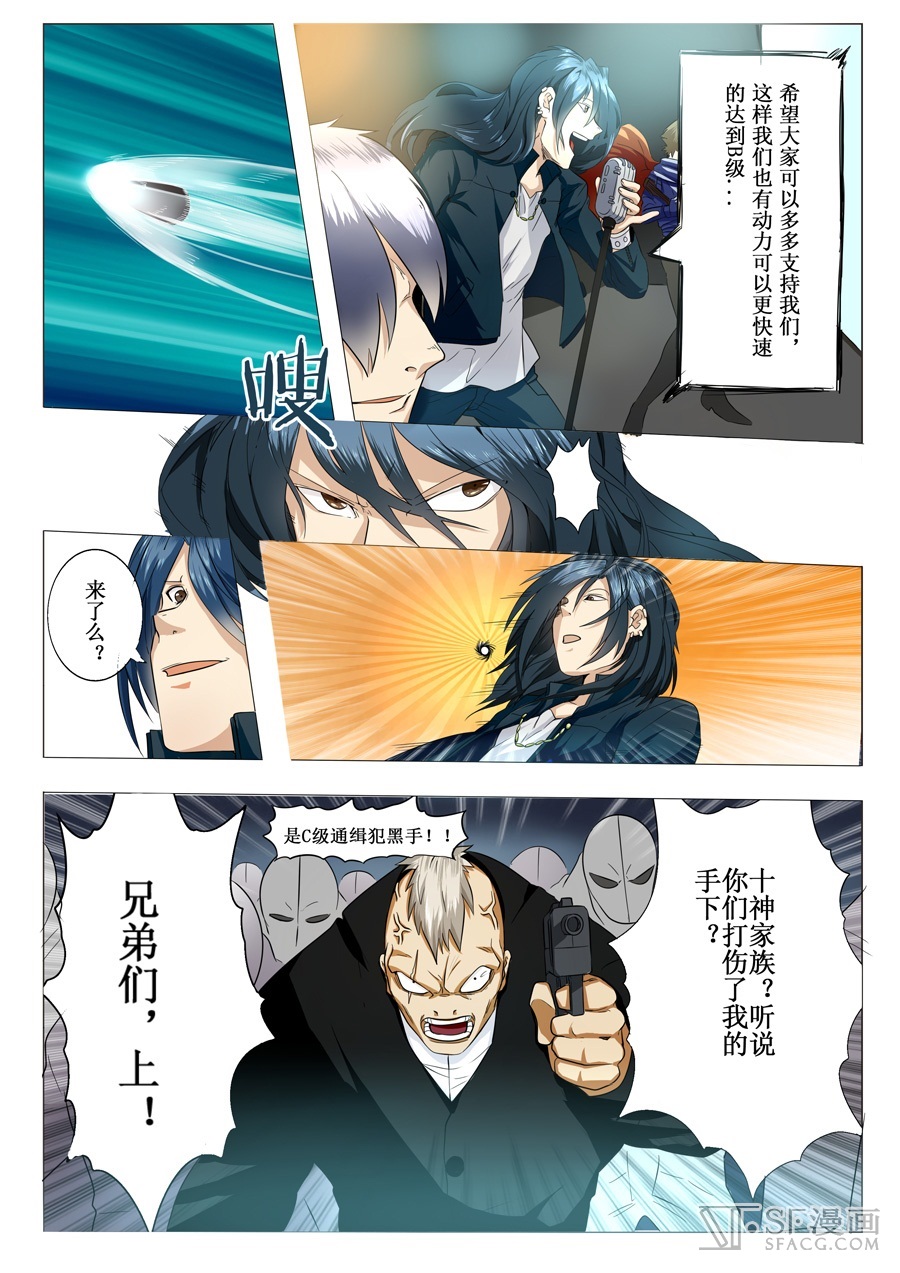 希望大家可以多多支持我们，
这样我们也有动力可以更快速
的达到B级..
嗖
来
了
么？
是C级通缉犯黑手！！
十神家族？听说
你们打伤了我的
手下？
兄弟们，上！
SF漫画
SFACG.COM